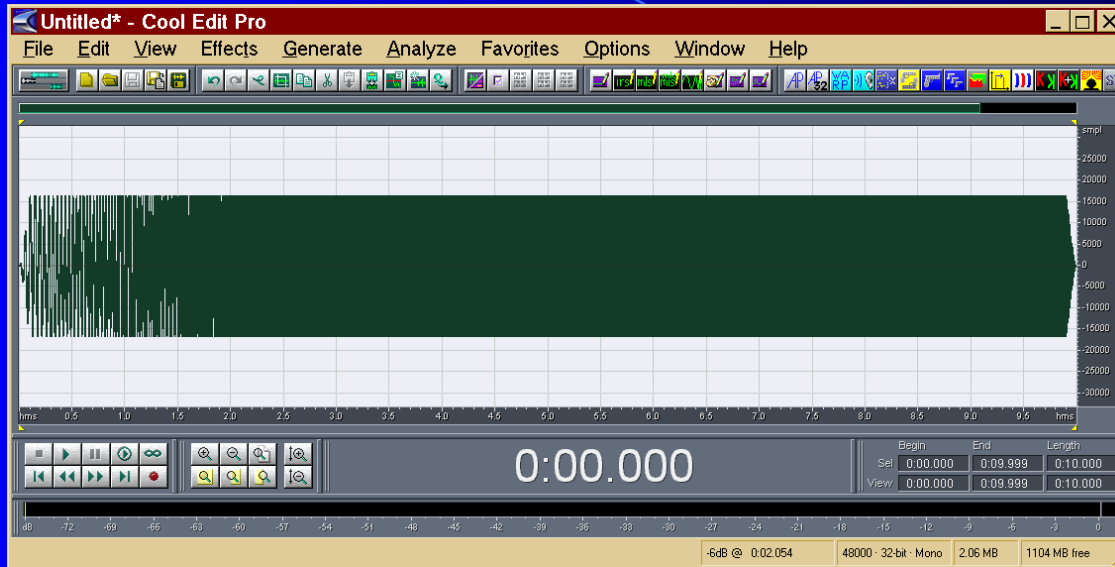 Untitled* - Cool Edit Pro
File Edit View Effects Generate Analyze Favorites Options Window Help
smpl
25000
20000
15000
10000
5000
0
-5000
-10000
-15000
-20000
-25000
-30000
hms 0.5 1.0 1.5 2.0 2.5 3.0 3.5 4.0 4.5 5.0 5.5 6.0 6.5 7.0 7.5 8.0 8.5 9.0 9.5 hms
0:00.000
Begin End Length
Sel 0:00.000 0:09.999 0:10.000
View 0:00.000 0:09.999 0:10.000
dB -72 -69 -66 -63 -60 -57 -54 -51 -48 -45 -42 -39 -36 -33 -30 -27 -24 -21 -18 -15 -12 -9 -6 -3 0
-6dB @ 0:02.054 48000 · 32-bit · Mono 2.06 MB 1104 MB free